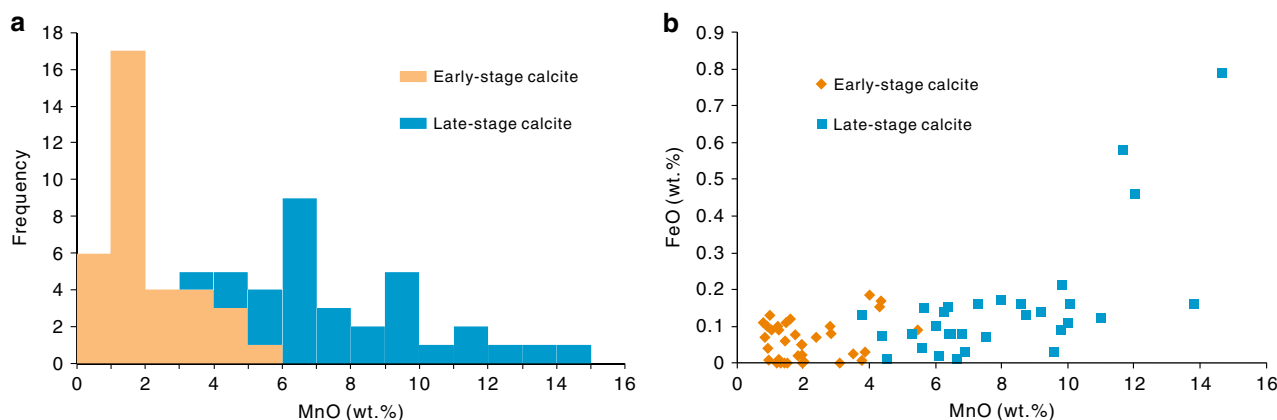 a
18
16
14
12
10
8
6
4
2
0
Frequency
0 2 4 6 8 10 12 14 16
MnO (wt.%)
Early-stage calcite
Late-stage calcite
b
0.9
0.8
0.7
0.6
0.5
0.4
0.3
0.2
0.1
0
FeO (wt.%)
0 2 4 6 8 10 12 14 16
MnO (wt.%)
Early-stage calcite
Late-stage calcite